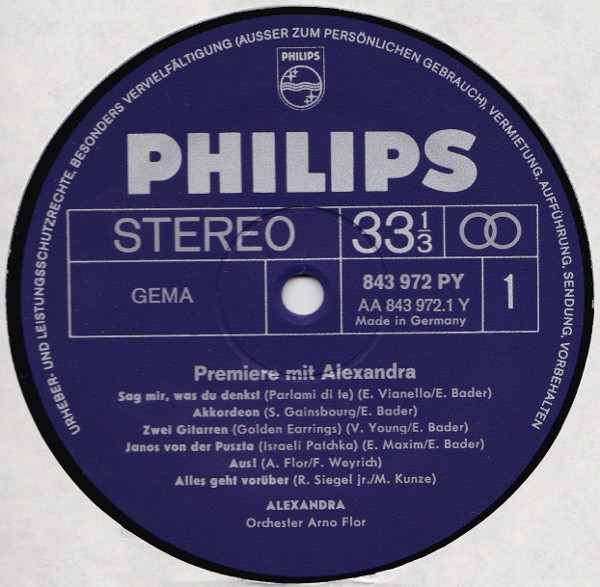 URHEBER- UND LEISTUNGSSCHUTZRECHTE, BESONDERS VERVIELFÄLTIGUNG (AUSSER ZUM PERSÖNLICHEN GEBRAUCH), VERMIETUNG, AUFFÜHRUNG, SENDUNG, VORBEHALTEN
PHILIPS
PHILIPS
STEREO 33 1/3
GEMA 843 972 PY 1
AA 843 972.1 Y
Made in Germany
Premiere mit Alexandra
Sag mir, was du denkst (Parlami di te) (E. Vianello/E. Bader)
Akkordeon (S. Gainsbourg/E. Bader)
Zwei Gitarren (Golden Earrings) (V. Young/E. Bader)
Janos von der Puszta (Israeli Patchka) (E. Maxim/E. Bader)
Aus! (A. Flor/F. Weyrich)
Alles geht vorüber (R. Siegel jr./M. Kunze)
ALEXANDRA
Orchester Arno Flor